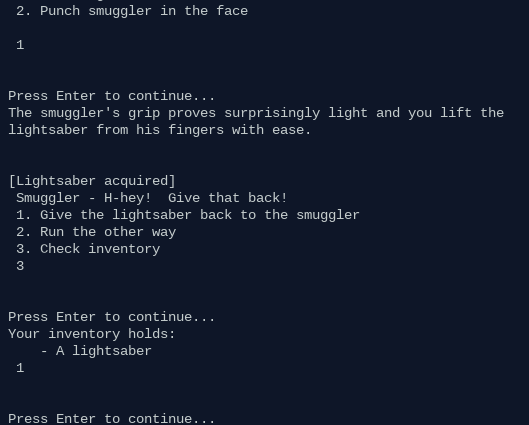 2. Punch smuggler in the face
1
Press Enter to continue...
The smuggler's grip proves surprisingly light and you lift the
lightsaber from his fingers with ease.
[Lightsaber acquired]
Smuggler - H-hey!  Give that back!
1. Give the lightsaber back to the smuggler
2. Run the other way
3. Check inventory
3
Press Enter to continue...
Your inventory holds:
- A lightsaber
1
Press Enter to continue...